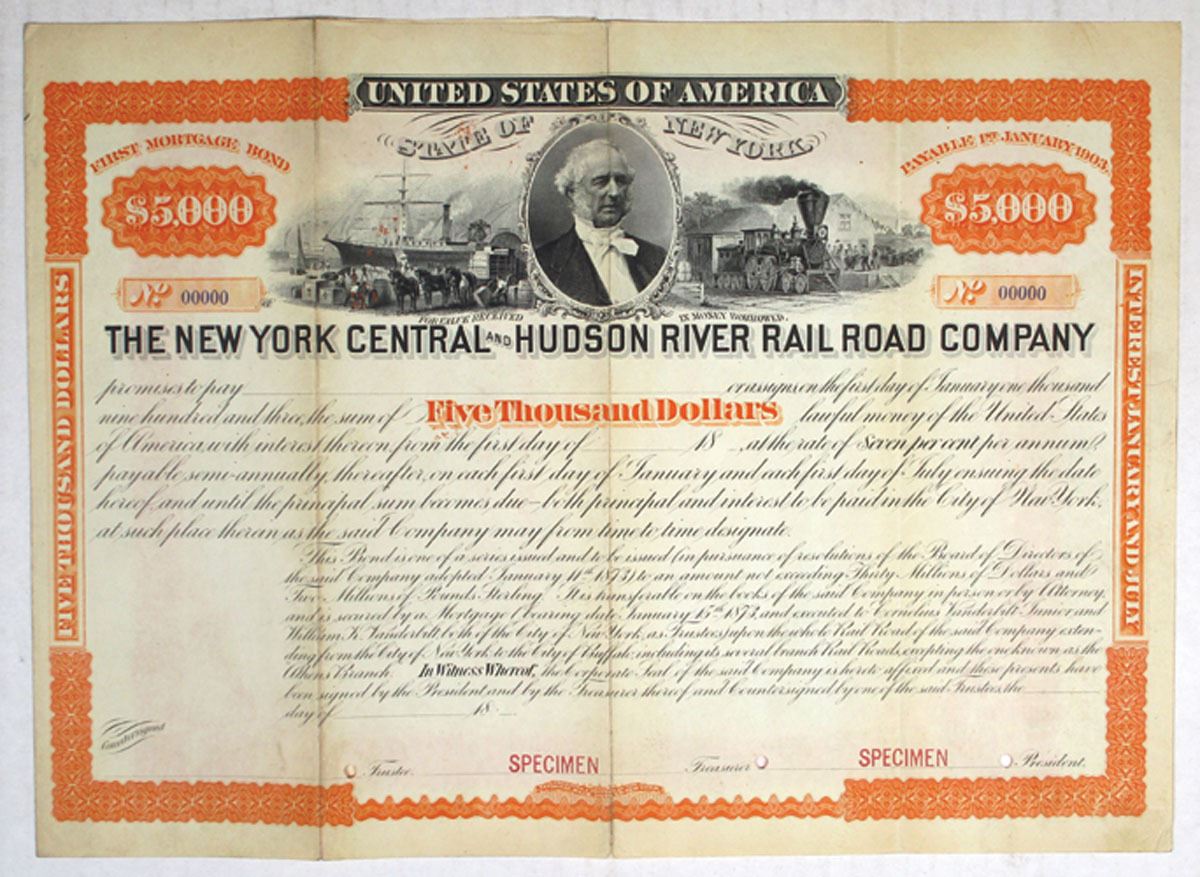 UNITED STATES OF AMERICA
STATE OF NEW YORK
FIRST MORTGAGE BOND
PAYABLE 1ST JANUARY 1903.
$5,000
$5,000
No 00000
No 00000
FOR VALUE RECEIVED IN MONEY BORROWED,
THE NEW YORK CENTRAL AND HUDSON RIVER RAIL ROAD COMPANY
promises to pay or assigns, on the first day of January one thousand
nine hundred and three, the sum of Five Thousand Dollars lawful money of the United States
of America, with interest thereon from the first day of 18 , at the rate of Seven per cent per annum,
payable semi-annually, thereafter, on each first day of January and each first day of July ensuing the date
hereof, and until the principal sum becomes due – both principal and interest to be paid in the City of New York,
at such place therein as the said Company may from time to time designate.
This Bond is one of a series issued and to be issued (in pursuance of resolutions of the Board of Directors of
the said Company adopted January 11th 1873) to an amount not exceeding Thirty Millions of Dollars and
Two Millions of Pounds Sterling. It is transferable on the books of the said Company in person or by Attorney,
and is secured by a Mortgage bearing date January 15th 1873, and executed to Cornelius Vanderbilt Junior and
William K. Vanderbilt both of the City of New York, as Trustees, upon the whole Rail Road of the said Company exten-
ding from the City of New York to the City of Buffalo, including its several branch Rail Roads, excepting the one known as the
Athens Branch. In Witness Whereof, the Corporate Seal of the said Company is hereto affixed and these presents have
been signed by the President and by the Treasurer thereof and Countersigned by one of the said Trustees, the
day of 18
Countersigned
Trustee. SPECIMEN Treasurer SPECIMEN President.
FIVE THOUSAND DOLLARS
INTEREST JANUARY AND JULY